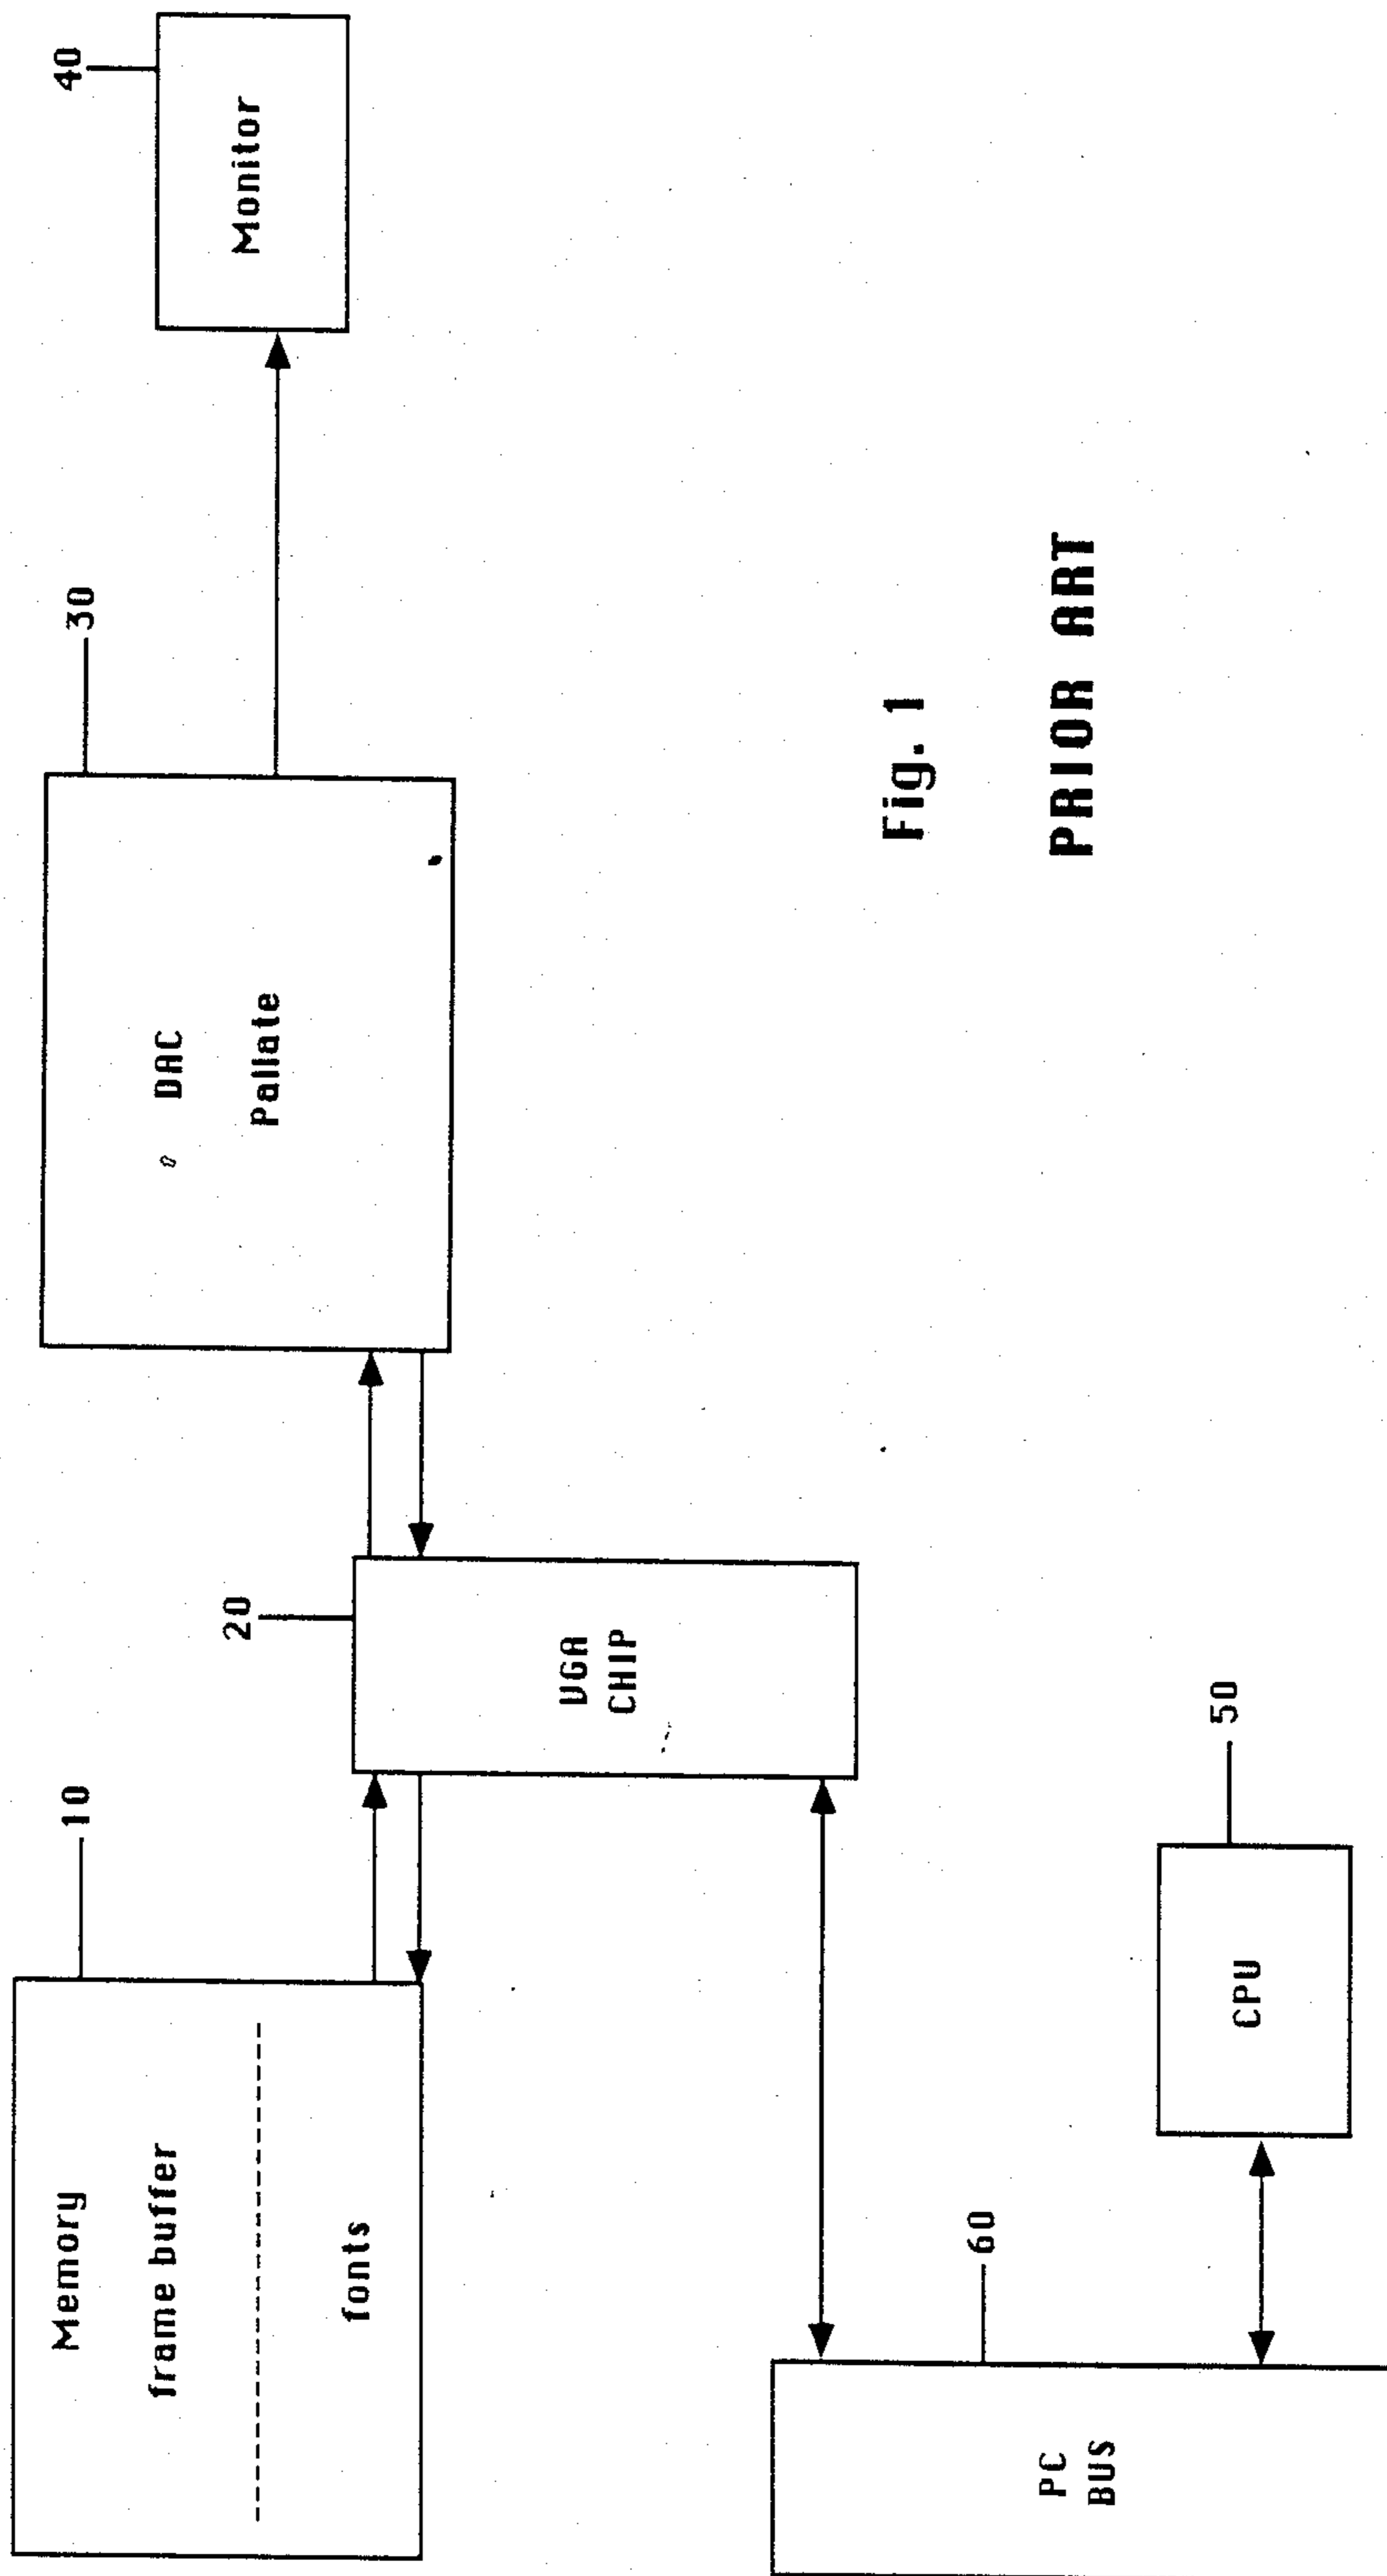 10
Memory
frame buffer
fonts
20
VGA
CHIP
30
DAC
Pallate
40
Monitor
60
PC
BUS
50
CPU
Fig. 1
PRIOR ART